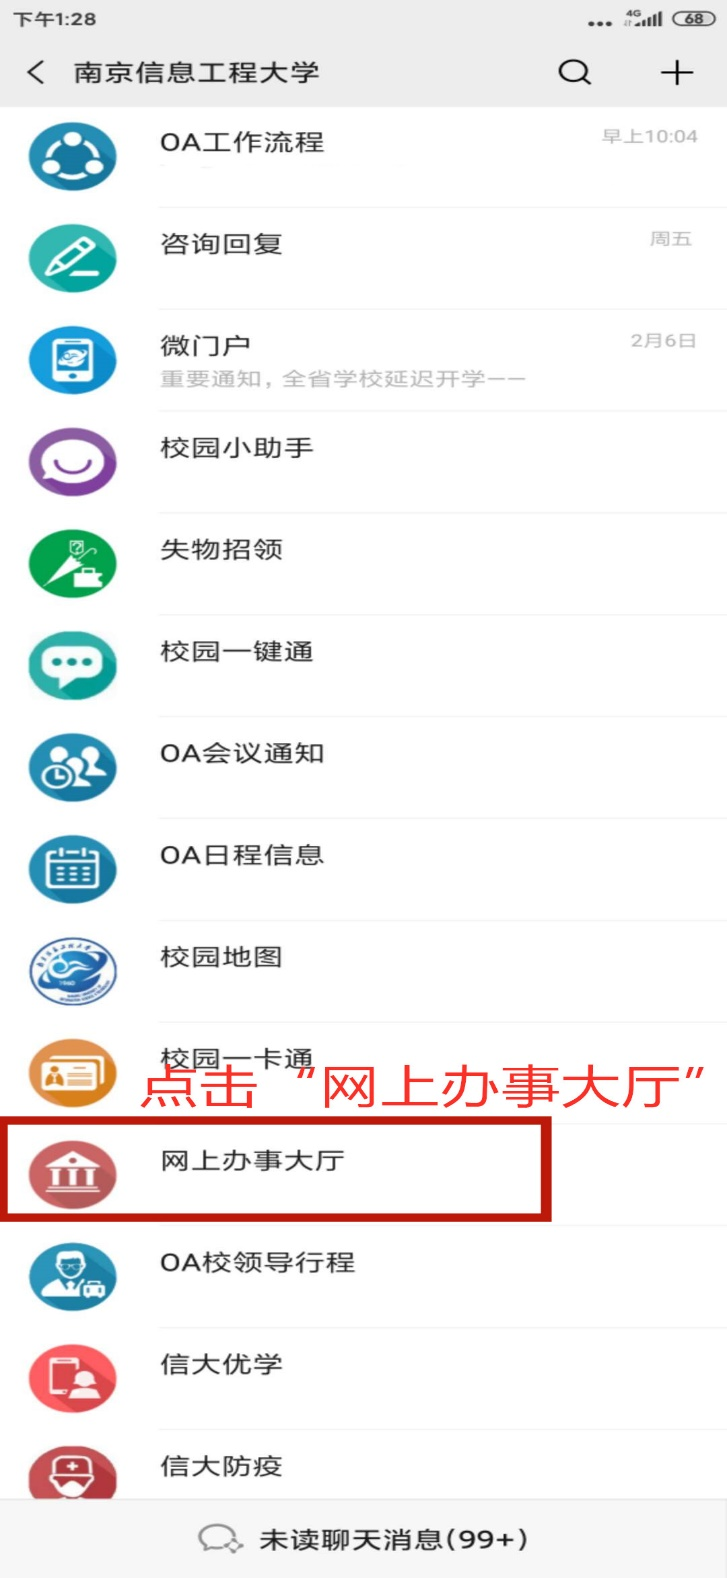 下午1:28
4G
68
南京信息工程大学
OA工作流程
早上10:04
咨询回复
周五
微门户
2月6日
重要通知，全省学校延迟开学——
校园小助手
失物招领
校园一键通
OA会议通知
OA日程信息
校园地图
校园一卡通
点击“网上办事大厅”
网上办事大厅
OA校领导行程
信大优学
信大防疫
未读聊天消息(99+)